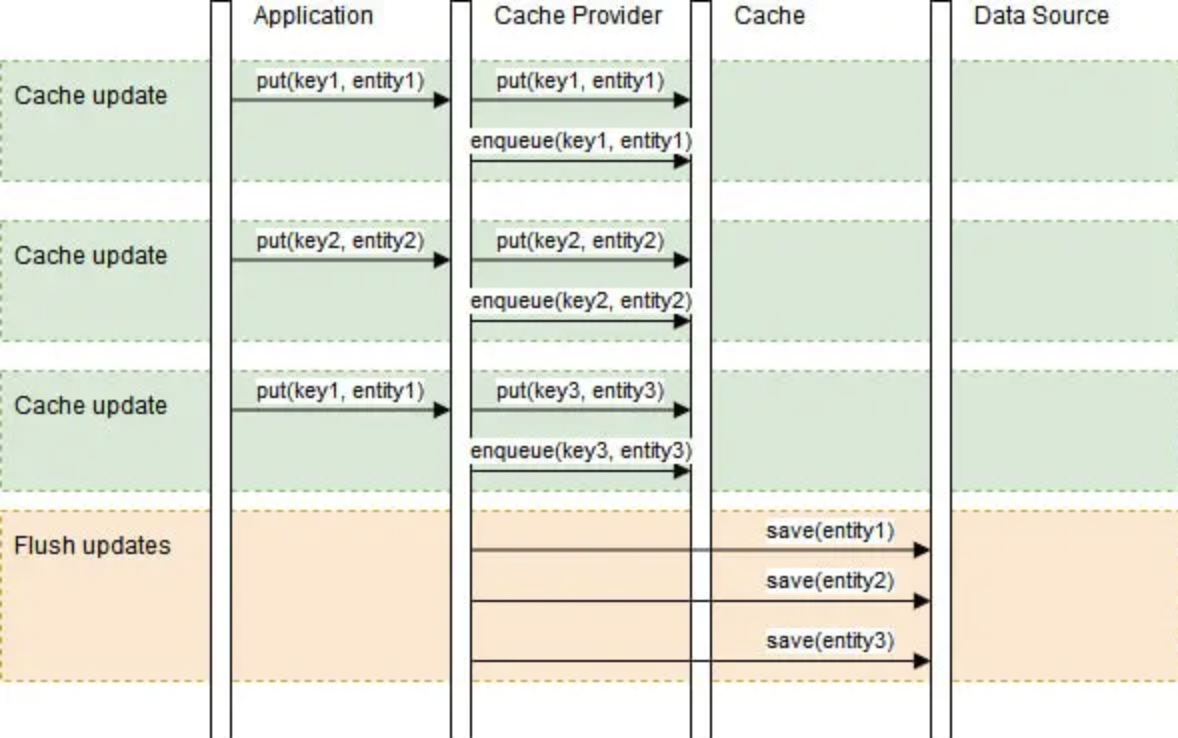 Application
Cache Provider
Cache
Data Source
Cache update
put(key1, entity1)
put(key1, entity1)
enqueue(key1, entity1)
Cache update
put(key2, entity2)
put(key2, entity2)
enqueue(key2, entity2)
Cache update
put(key1, entity1)
put(key3, entity3)
enqueue(key3, entity3)
Flush updates
save(entity1)
save(entity2)
save(entity3)